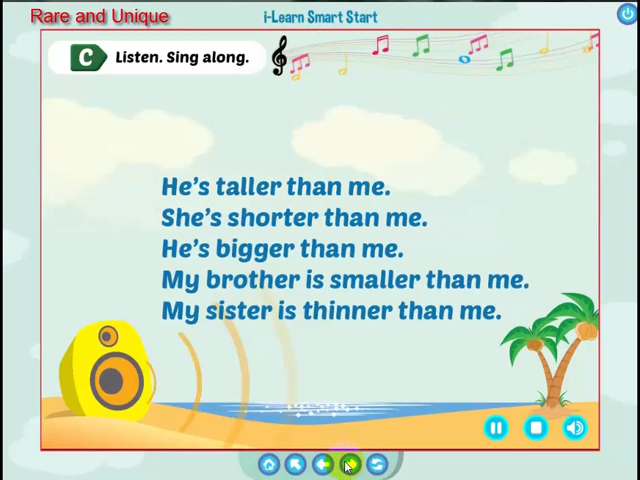 Rare and Unique
i-Learn Smart Start
C Listen. Sing along.
He's taller than me.
She's shorter than me.
He's bigger than me.
My brother is smaller than me.
My sister is thinner than me.